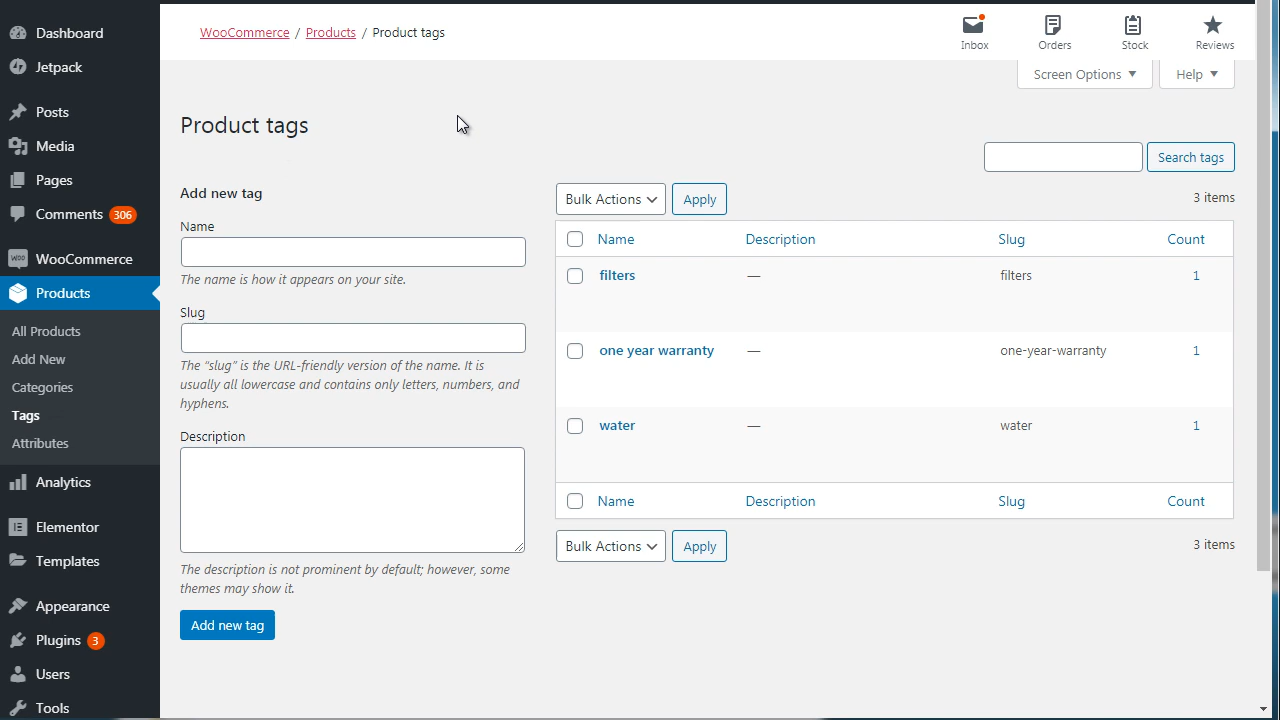 Dashboard
Jetpack
Posts
Media
Pages
Comments 306
WooCommerce
Products
All Products
Add New
Categories
Tags
Attributes
Analytics
Elementor
Templates
Appearance
Plugins 3
Users
Tools
WooCommerce / Products / Product tags
Inbox Orders Stock Reviews
Screen Options Help
Product tags
Search tags
Add new tag
Name
The name is how it appears on your site.
Slug
The “slug” is the URL-friendly version of the name. It is
usually all lowercase and contains only letters, numbers, and
hyphens.
Description
The description is not prominent by default; however, some
themes may show it.
Add new tag
Bulk Actions Apply 3 items
Name Description Slug Count
filters — filters 1
one year warranty — one-year-warranty 1
water — water 1
Name Description Slug Count
Bulk Actions Apply 3 items